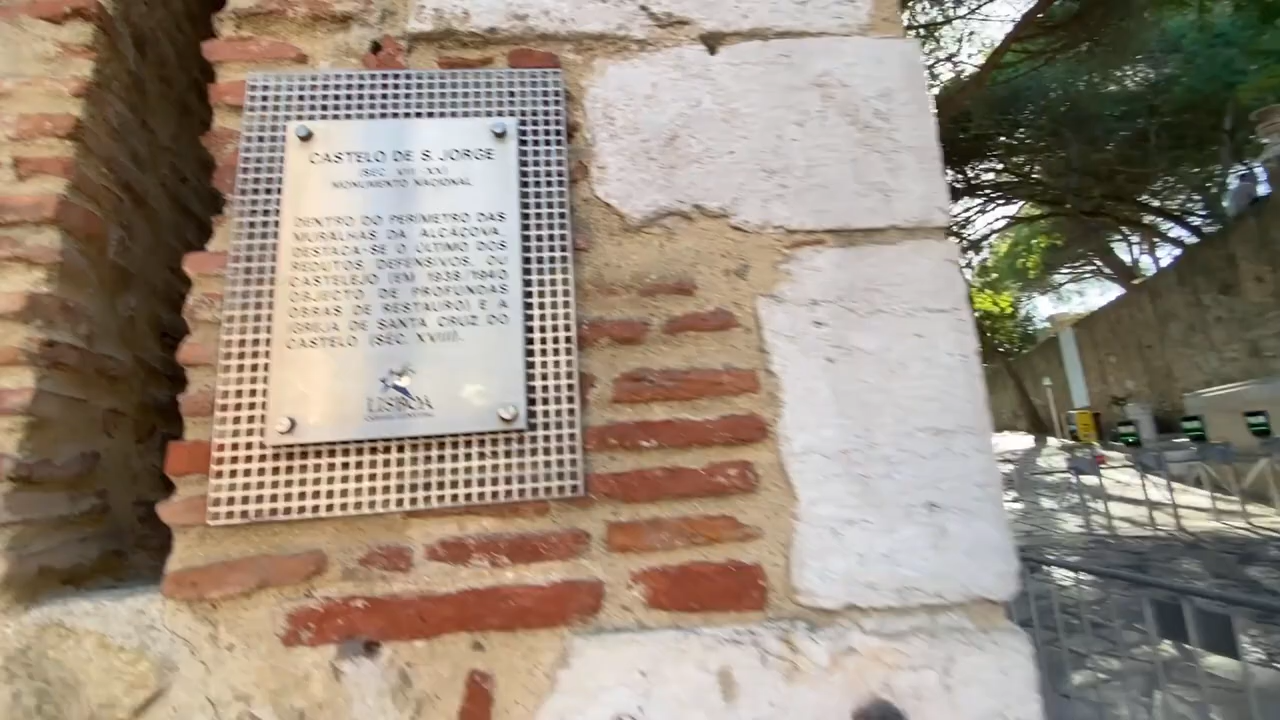 CASTELO DE S. JORGE
(SÉC. VIII - XX)
MONUMENTO NACIONAL
DENTRO DO PERÍMETRO DAS
MURALHAS DA ALCÁÇOVA,
DESTACA-SE O ÚLTIMO DOS
REDUTOS DEFENSIVOS, OU
CASTELEJO (EM 1938/1940
OBJECTO DE PROFUNDAS
OBRAS DE RESTAURO) E A
IGREJA DE SANTA CRUZ DO
CASTELO (SÉC. XVIII).
LISBOA